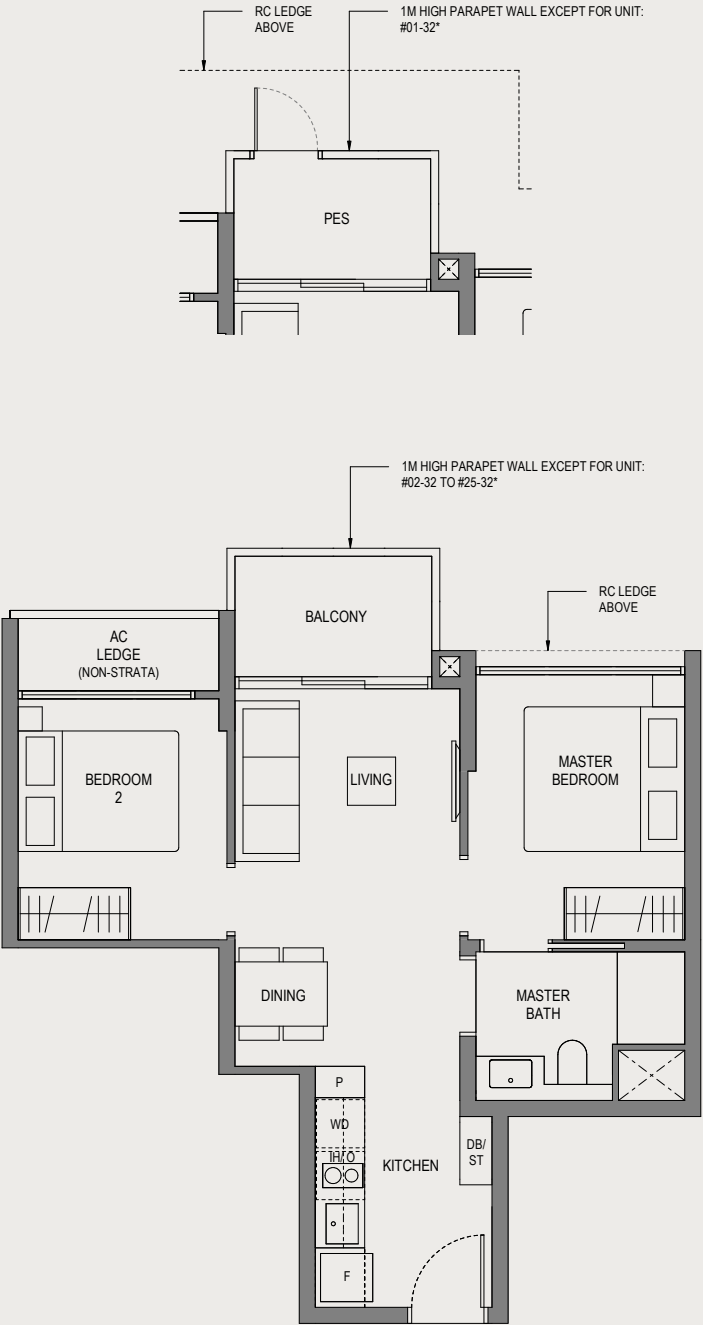 RC LEDGE
ABOVE
1M HIGH PARAPET WALL EXCEPT FOR UNIT:
#01-32*
PES
1M HIGH PARAPET WALL EXCEPT FOR UNIT:
#02-32 TO #25-32*
RC LEDGE
ABOVE
BALCONY
AC
LEDGE
(NON-STRATA)
BEDROOM
2
LIVING
MASTER
BEDROOM
DINING
MASTER
BATH
P
WD
IH/O
KITCHEN
DB/
ST
F